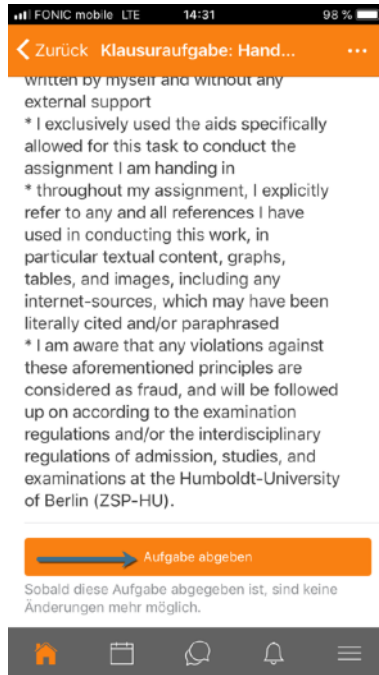 FONIC mobile LTE 14:31 98 %
Zurück Klausuraufgabe: Hand... ...
written by myself and without any
external support
* I exclusively used the aids specifically
allowed for this task to conduct the
assignment I am handing in
* throughout my assignment, I explicitly
refer to any and all references I have
used in conducting this work, in
particular textual content, graphs,
tables, and images, including any
internet-sources, which may have been
literally cited and/or paraphrased
* I am aware that any violations against
these aforementioned principles are
considered as fraud, and will be followed
up on according to the examination
regulations and/or the interdisciplinary
regulations of admission, studies, and
examinations at the Humboldt-University
of Berlin (ZSP-HU).
Aufgabe abgeben
Sobald diese Aufgabe abgegeben ist, sind keine
Änderungen mehr möglich.